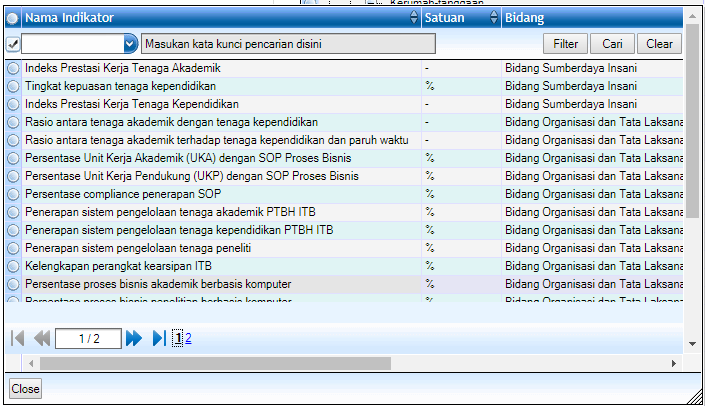 Kerumah-tanggaan
Nama Indikator Satuan Bidang
Masukan kata kunci pencarian disini Filter Cari Clear
Indeks Prestasi Kerja Tenaga Akademik - Bidang Sumberdaya Insani
Tingkat kepuasan tenaga kependidikan % Bidang Sumberdaya Insani
Indeks Prestasi Kerja Tenaga Kependidikan - Bidang Sumberdaya Insani
Rasio antara tenaga akademik dengan tenaga kependidikan - Bidang Organisasi dan Tata Laksana
Rasio antara tenaga akademik terhadap tenaga kependidikan dan paruh waktu - Bidang Organisasi dan Tata Laksana
Persentase Unit Kerja Akademik (UKA) dengan SOP Proses Bisnis % Bidang Organisasi dan Tata Laksana
Persentase Unit Kerja Pendukung (UKP) dengan SOP Proses Bisnis % Bidang Organisasi dan Tata Laksana
Persentase compliance penerapan SOP % Bidang Organisasi dan Tata Laksana
Penerapan sistem pengelolaan tenaga akademik PTBH ITB % Bidang Organisasi dan Tata Laksana
Penerapan sistem pengelolaan tenaga kependidikan PTBH ITB % Bidang Organisasi dan Tata Laksana
Penerapan sistem pengelolaan tenaga peneliti % Bidang Organisasi dan Tata Laksana
Kelengkapan perangkat kearsipan ITB % Bidang Organisasi dan Tata Laksana
Persentase proses bisnis akademik berbasis komputer % Bidang Organisasi dan Tata Laksana
Persentase proses bisnis penelitian berbasis komputer % Bidang Organisasi dan Tata Laksana
1 / 2 1 2
Close